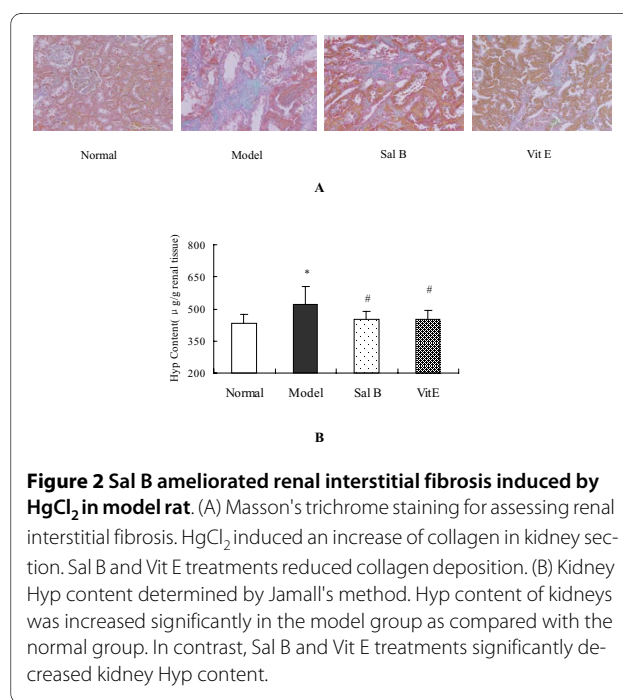 Normal Model Sal B Vit E
A
800
650
500
350
200
Hyp Content( μ g/g renal tissue)
* # #
Normal Model Sal B VitE
B
Figure 2 Sal B ameliorated renal interstitial fibrosis induced by
HgCl2 in model rat. (A) Masson's trichrome staining for assessing renal
interstitial fibrosis. HgCl2 induced an increase of collagen in kidney sec-
tion. Sal B and Vit E treatments reduced collagen deposition. (B) Kidney
Hyp content determined by Jamall's method. Hyp content of kidneys
was increased significantly in the model group as compared with the
normal group. In contrast, Sal B and Vit E treatments significantly de-
creased kidney Hyp content.